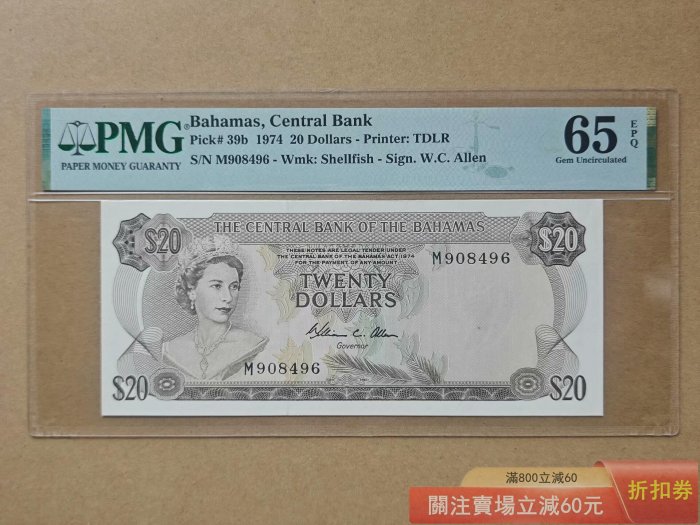 PMG
PAPER MONEY GUARANTY
Bahamas, Central Bank
Pick# 39b 1974 20 Dollars - Printer: TDLR
S/N M908496 - Wmk: Shellfish - Sign. W.C. Allen
65 EPQ
Gem Uncirculated
THE CENTRAL BANK OF THE BAHAMAS
$20
$20
THESE NOTES ARE LEGAL TENDER UNDER
THE CENTRAL BANK OF THE BAHAMAS ACT 1974
FOR THE PAYMENT OF ANY AMOUNT
M908496
TWENTY
DOLLARS
William C. Allen
Governor
M908496
$20
$20
滿800立減60
關注賣場立減60元
折扣券